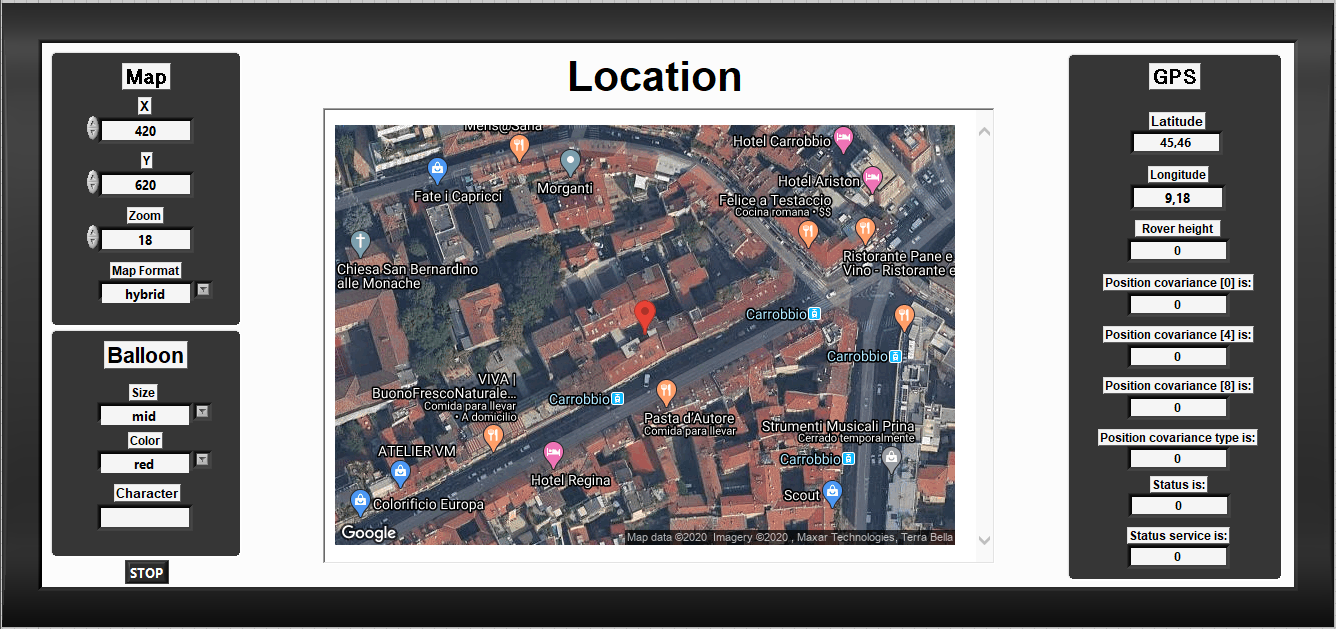 Location
Map
X
420
Y
620
Zoom
18
Map Format
hybrid
Balloon
Size
mid
Color
red
Character
STOP
Mens@Sana
Hotel Carrobbio
Fate i Capricci
Morganti
Hotel Ariston
Felice a Testaccio
Cocina romana • $$
Chiesa San Bernardino
alle Monache
Ristorante Pane e
Vino - Ristorante e
Carrobbio
Carrobbio
VIVA |
BuonoFrescoNaturale...
Comida para llevar
• A domicilio
Carrobbio
Pasta d'Autore
Comida para llevar
Strumenti Musicali Prina
Cerrado temporalmente
ATELIER VM
Carrobbio
Hotel Regina
Scout
Colorificio Europa
Google
Map data ©2020 Imagery ©2020 , Maxar Technologies, Terra Bella
GPS
Latitude
45,46
Longitude
9,18
Rover height
0
Position covariance [0] is:
0
Position covariance [4] is:
0
Position covariance [8] is:
0
Position covariance type is:
0
Status is:
0
Status service is:
0